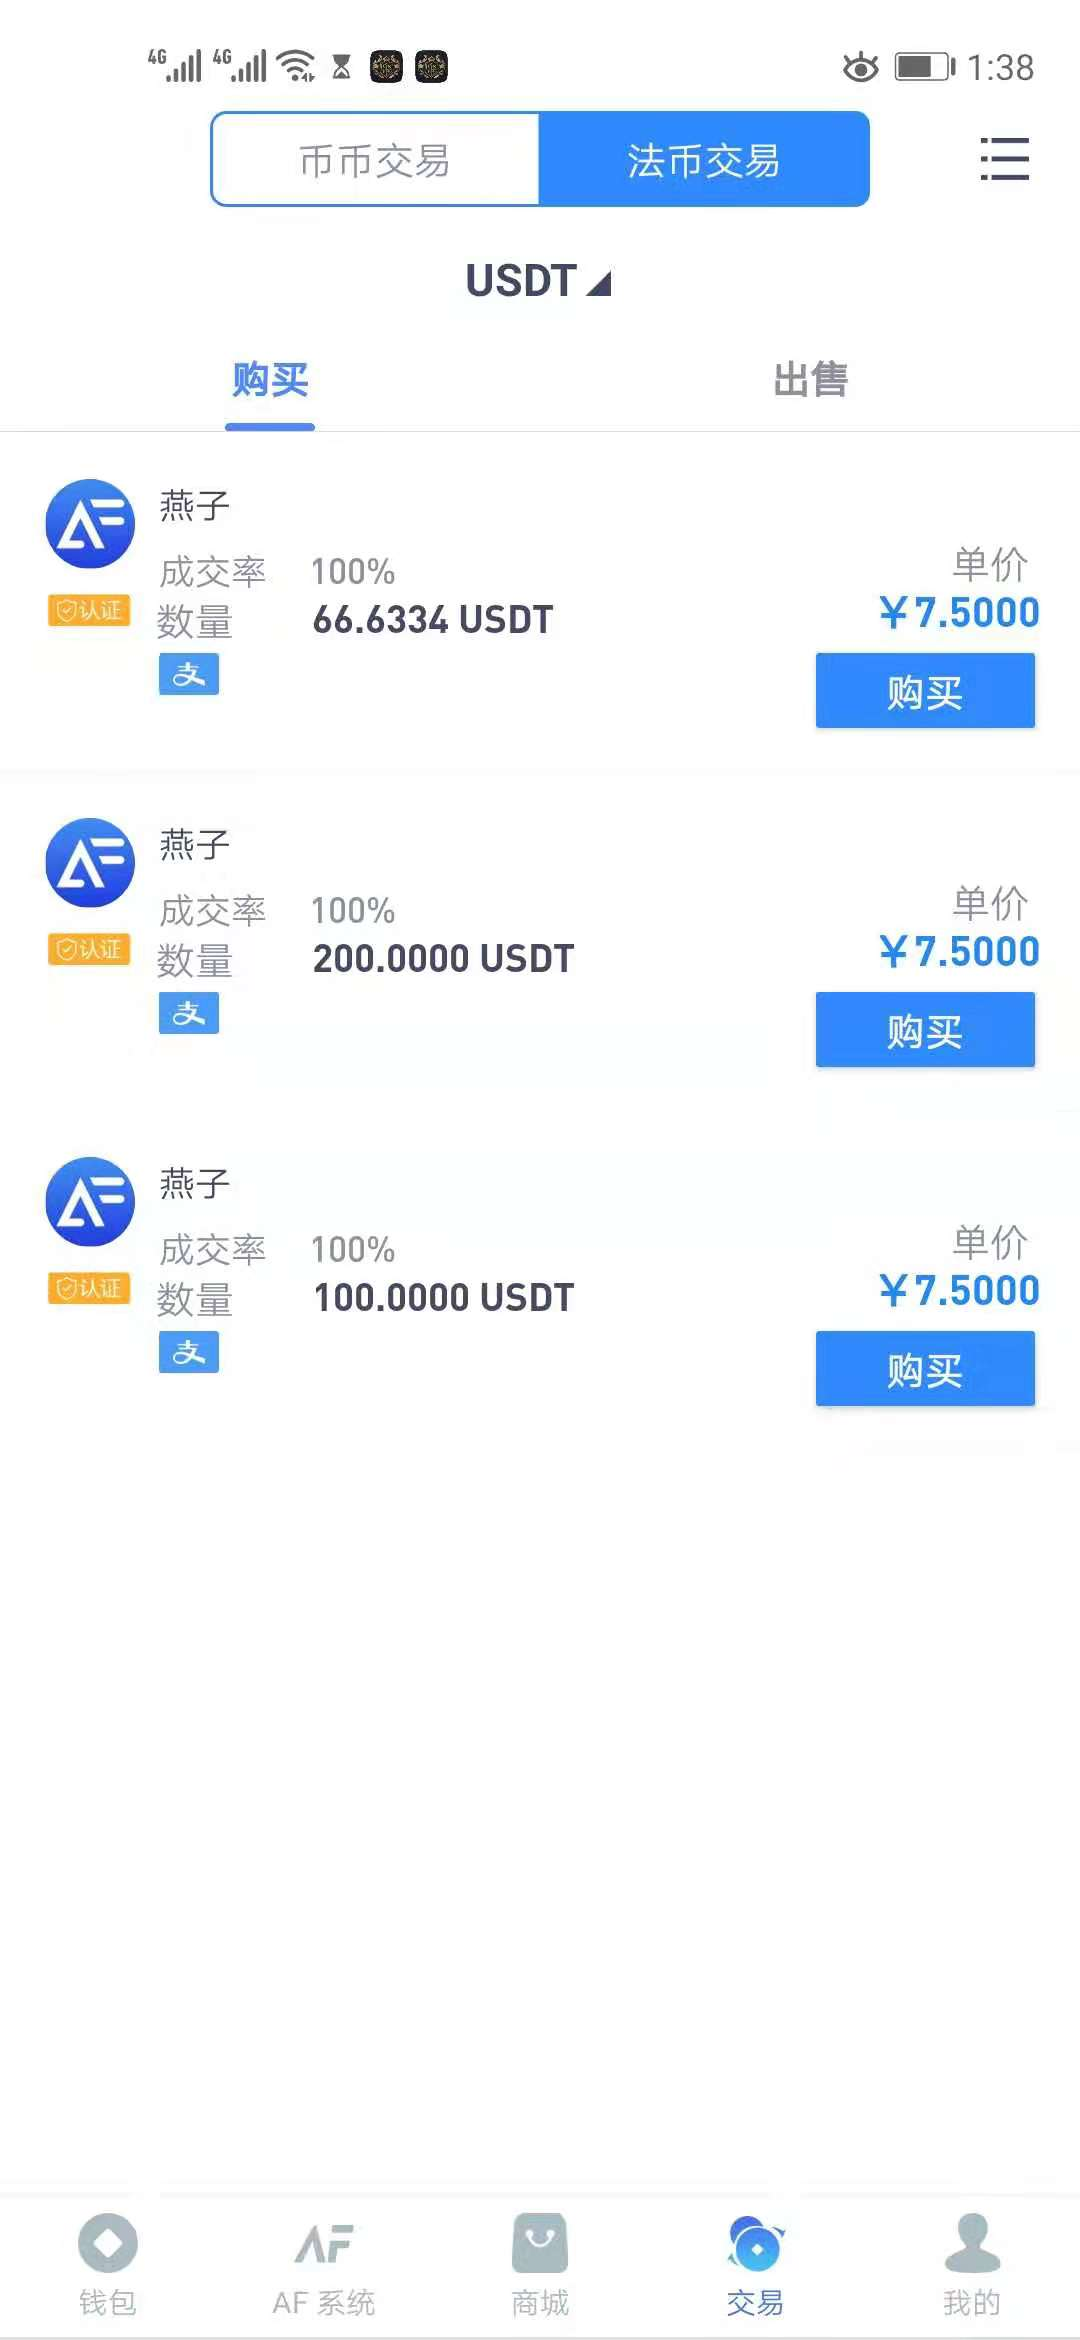 4G 4G 1:38
币币交易 法币交易
USDT
购买 出售
燕子
成交率 100% 单价
认证 数量 66.6334 USDT ￥7.5000
支 购买
燕子
成交率 100% 单价
认证 数量 200.0000 USDT ￥7.5000
支 购买
燕子
成交率 100% 单价
认证 数量 100.0000 USDT ￥7.5000
支 购买
钱包 AF 系统 商城 交易 我的